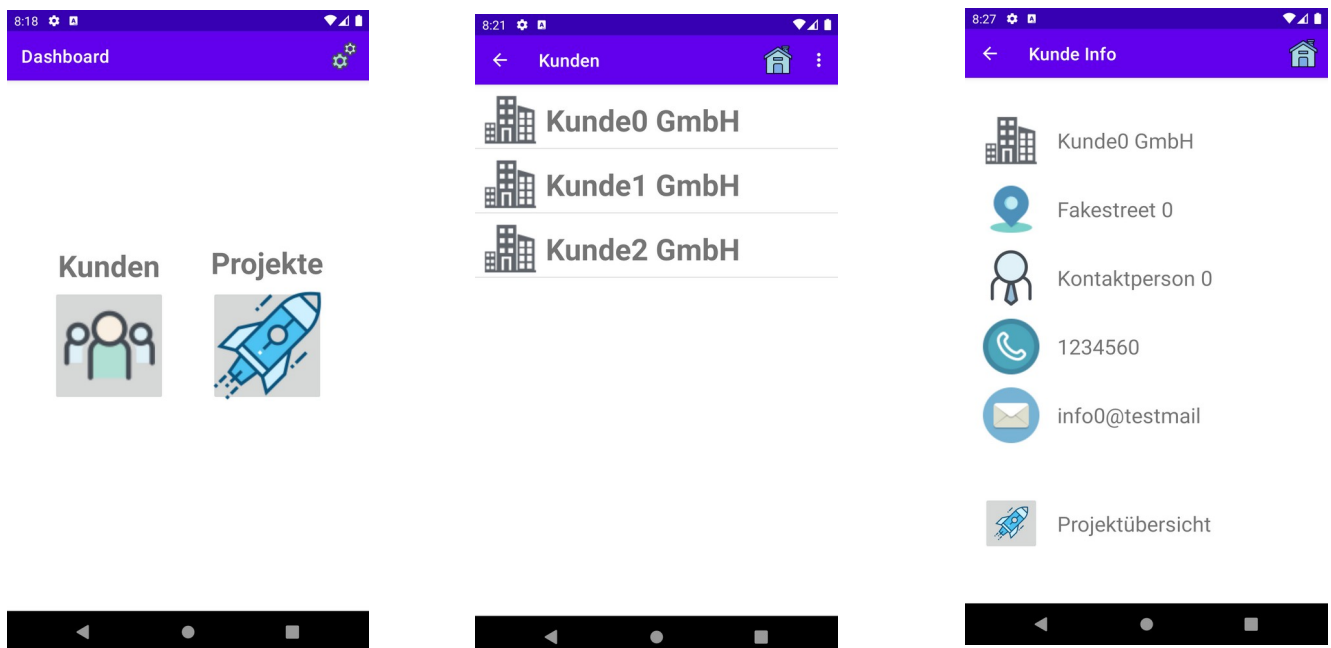 8:18
Dashboard
Kunden
Projekte
8:21
Kunden
Kunde0 GmbH
Kunde1 GmbH
Kunde2 GmbH
8:27
Kunde Info
Kunde0 GmbH
Fakestreet 0
Kontaktperson 0
1234560
info0@testmail
Projektübersicht